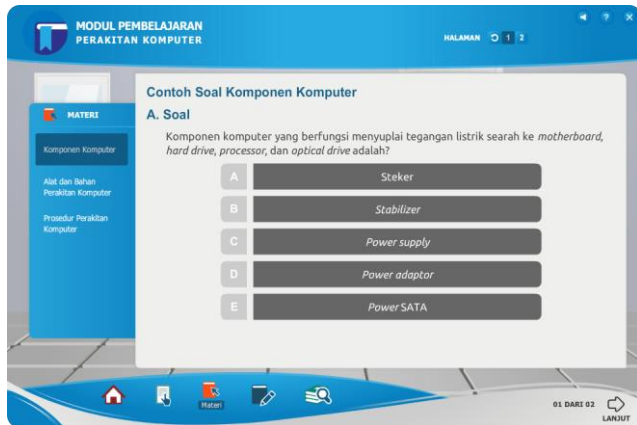 MODUL PEMBELAJARAN
PERAKITAN KOMPUTER
HALAMAN 1 2
MATERI
Komponen Komputer
Alat dan Bahan
Perakitan Komputer
Prosedur Perakitan
Komputer
Contoh Soal Komponen Komputer
A. Soal
Komponen komputer yang berfungsi menyuplai tegangan listrik searah ke motherboard,
hard drive, processor, dan optical drive adalah?
A Steker
B Stabilizer
C Power supply
D Power adaptor
E Power SATA
Materi
01 DARI 02
LANJUT